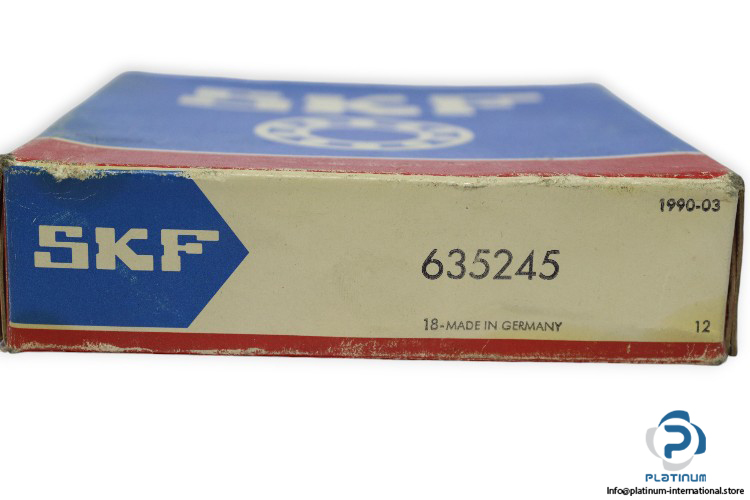 SKF
1990-03
SKF
635245
18-MADE IN GERMANY
12
PLATINUM
Info@platinum-international.store